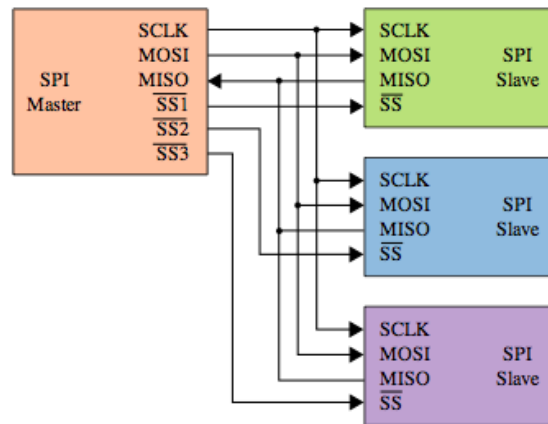 SCLK
MOSI
MISO
SS1
SS2
SS3
SPI
Master
SCLK
MOSI
MISO
SS
SPI
Slave
SCLK
MOSI
MISO
SS
SPI
Slave
SCLK
MOSI
MISO
SS
SPI
Slave